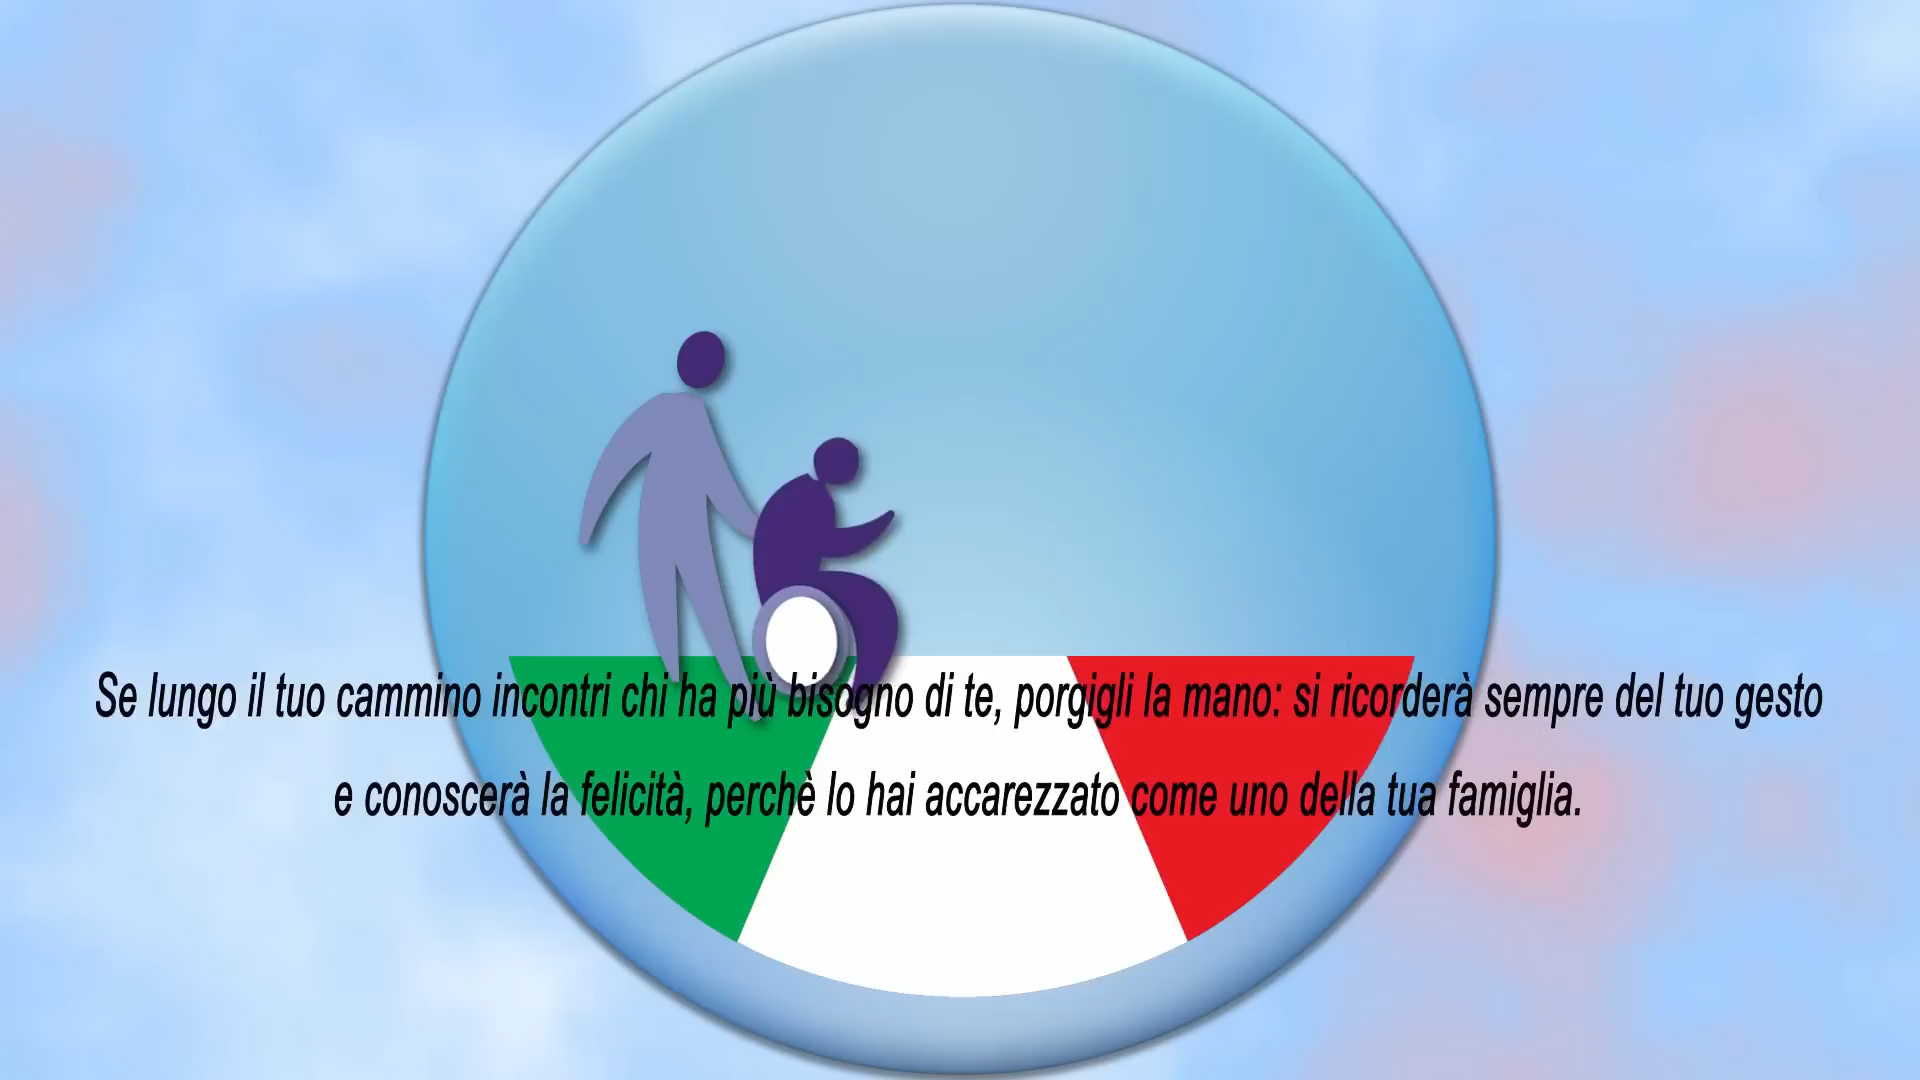 Se lungo il tuo cammino incontri chi ha più bisogno di te, porgigli la mano: si ricorderà sempre del tuo gesto
e conoscerà la felicità, perchè lo hai accarezzato come uno della tua famiglia.